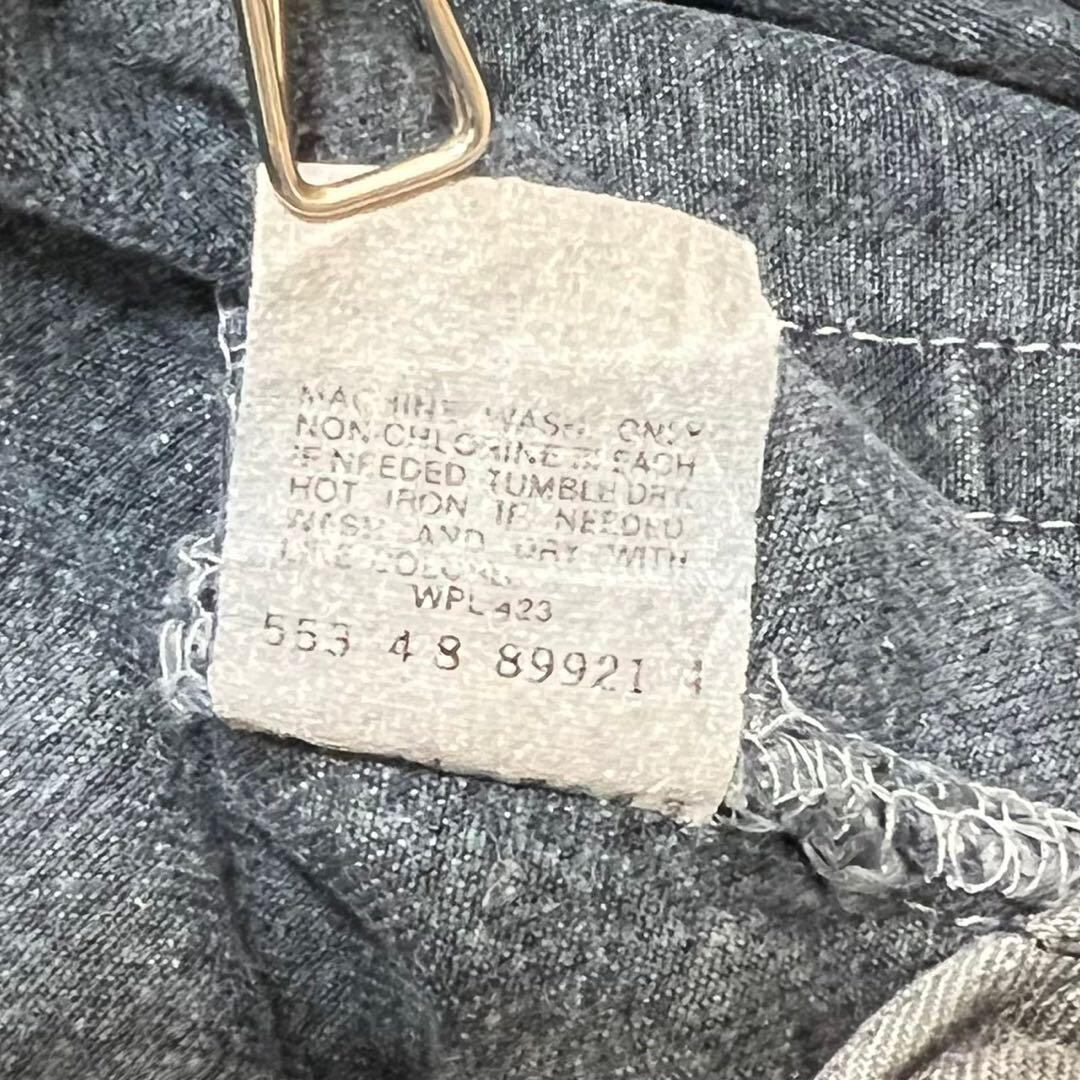 MACHINE WASH ONLY
NON-CHLORINE BLEACH
IF NEEDED TUMBLE DRY
HOT IRON IF NEEDED
WASH AND DRY WITH
LIKE COLORS
WPL 423
553 48 89921 4